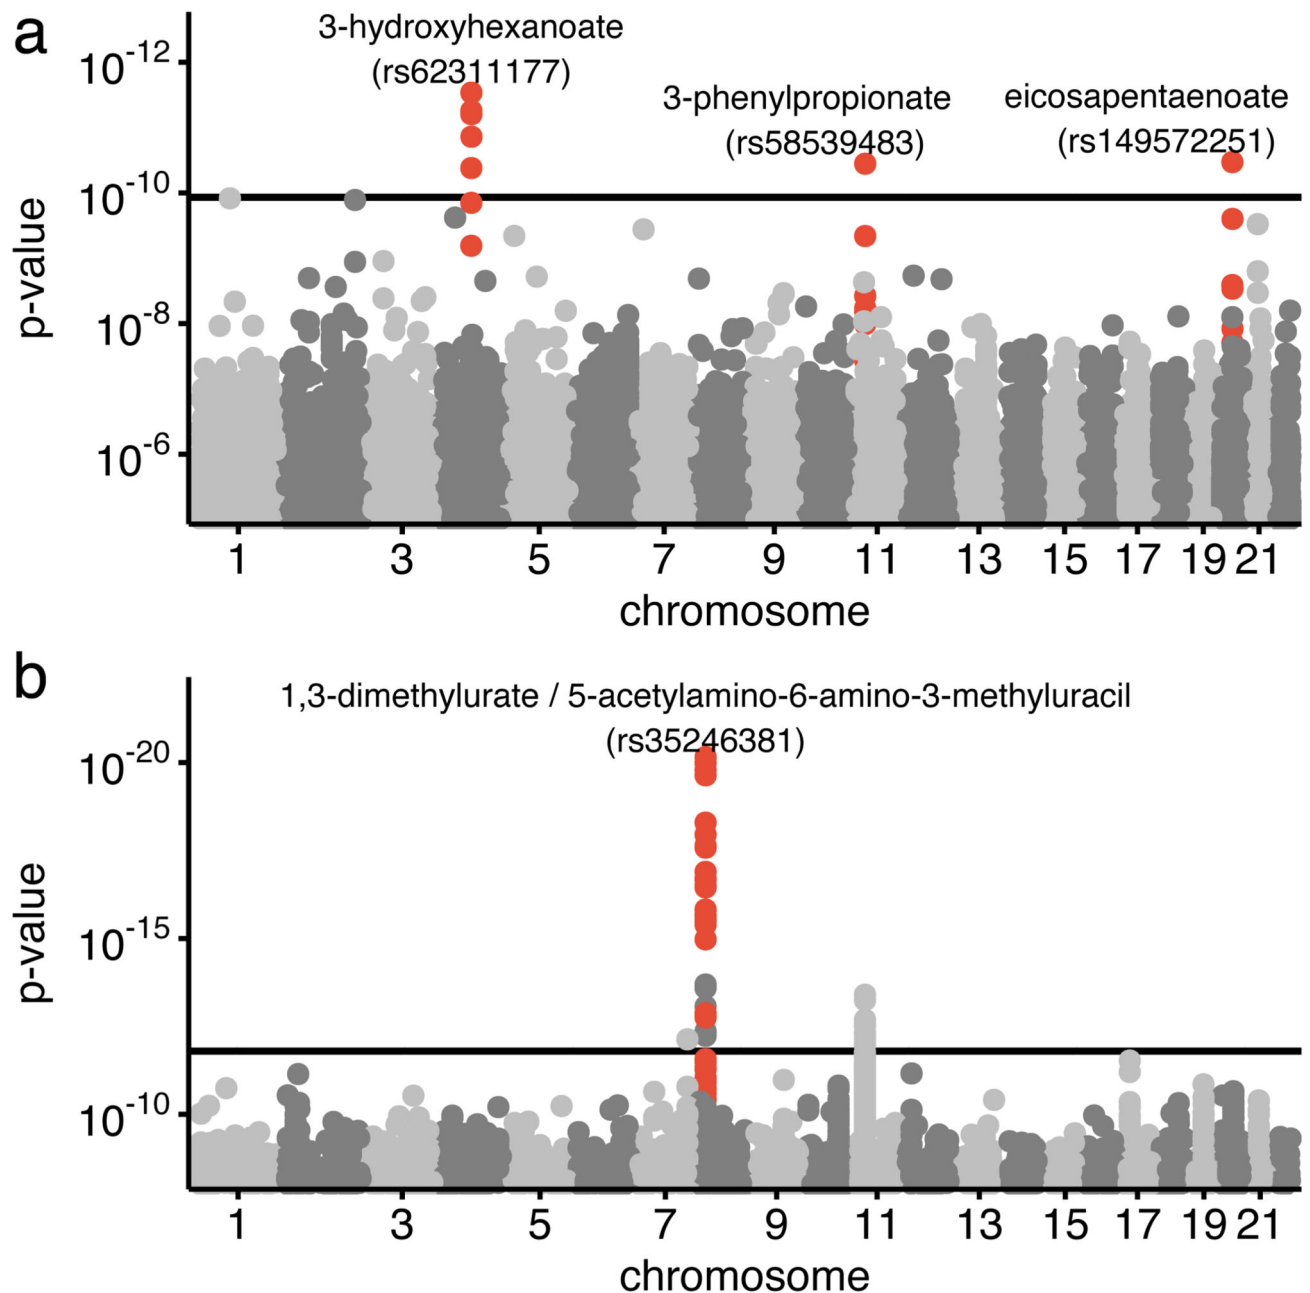 a
3-hydroxyhexanoate
(rs62311177)
3-phenylpropionate
(rs58539483)
eicosapentaenoate
(rs149572251)
10-12
10-10
10-8
10-6
p-value
1 3 5 7 9 11 13 15 17 19 21
chromosome
b
1,3-dimethylurate / 5-acetylamino-6-amino-3-methyluracil
(rs35246381)
10-20
10-15
10-10
p-value
1 3 5 7 9 11 13 15 17 19 21
chromosome